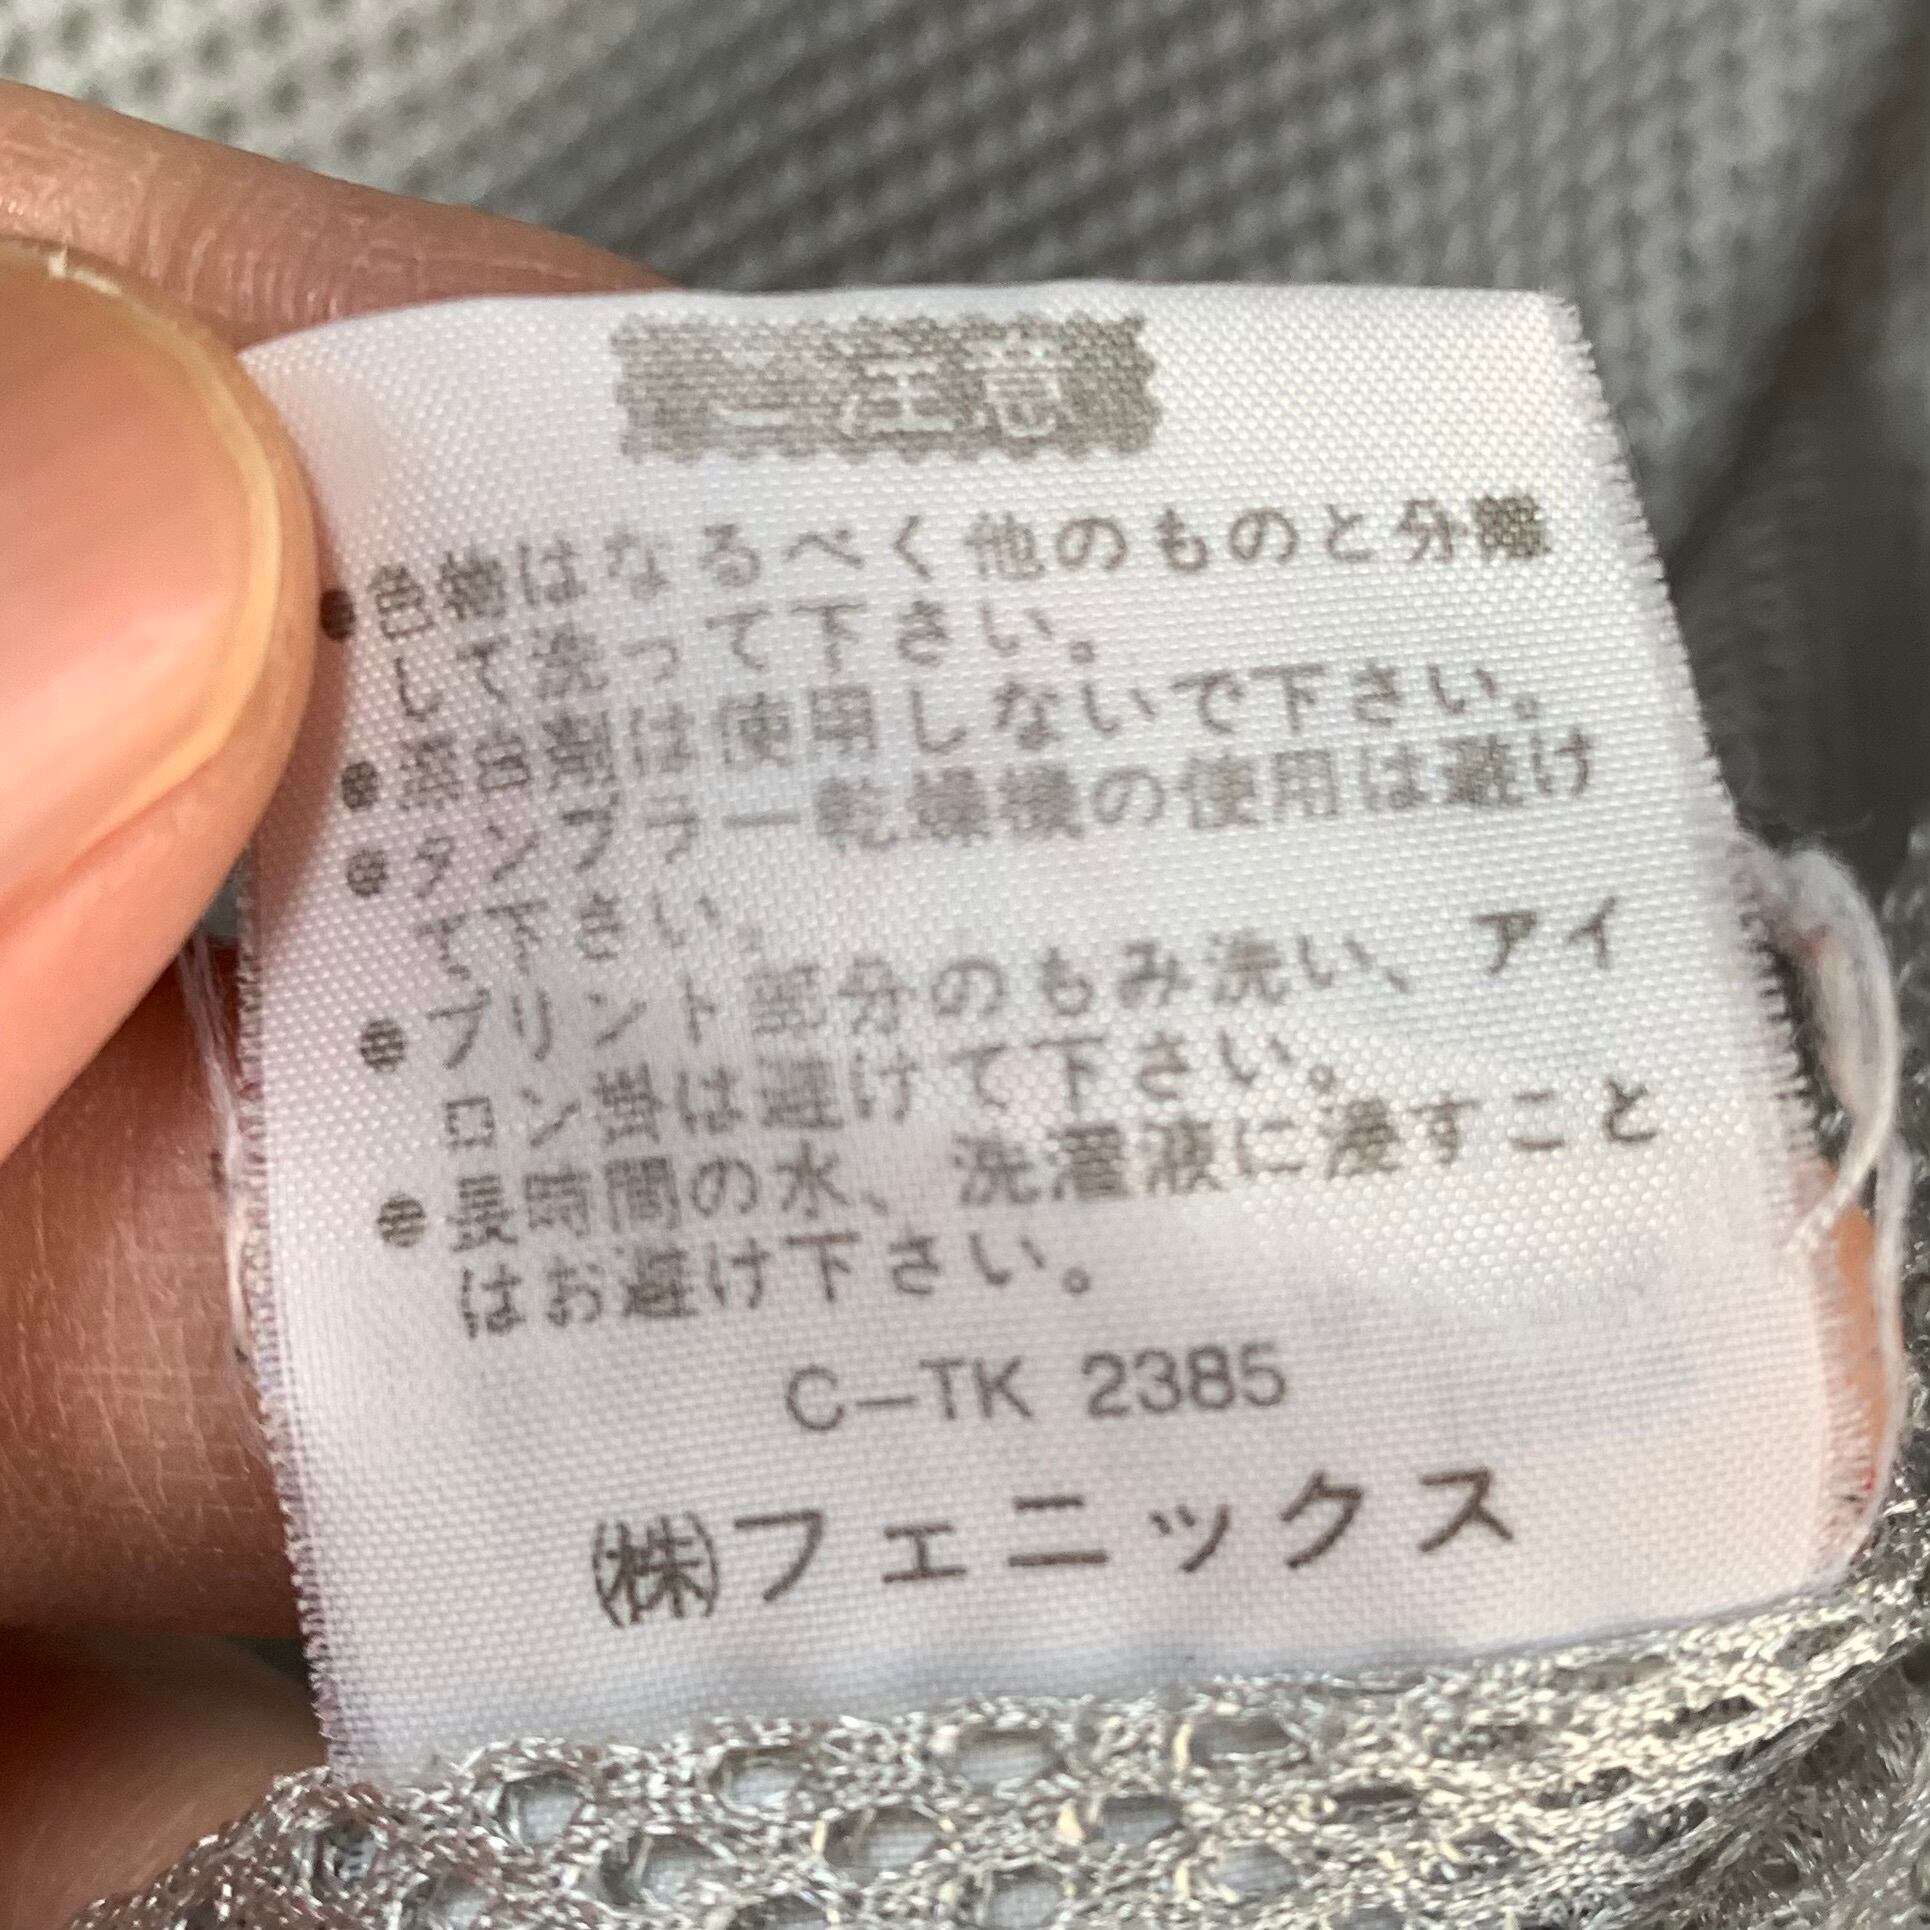 ご注意
●色物はなるべく他のものと分離
して洗って下さい。
●漂白剤は使用しないで下さい。
●タンブラー乾燥機の使用は避け
て下さい。
●プリント部分のもみ洗い、アイ
ロン掛は避けて下さい。
●長時間の水、洗濯液に浸すこと
はお避け下さい。
C-TK 2385
㈱フェニックス